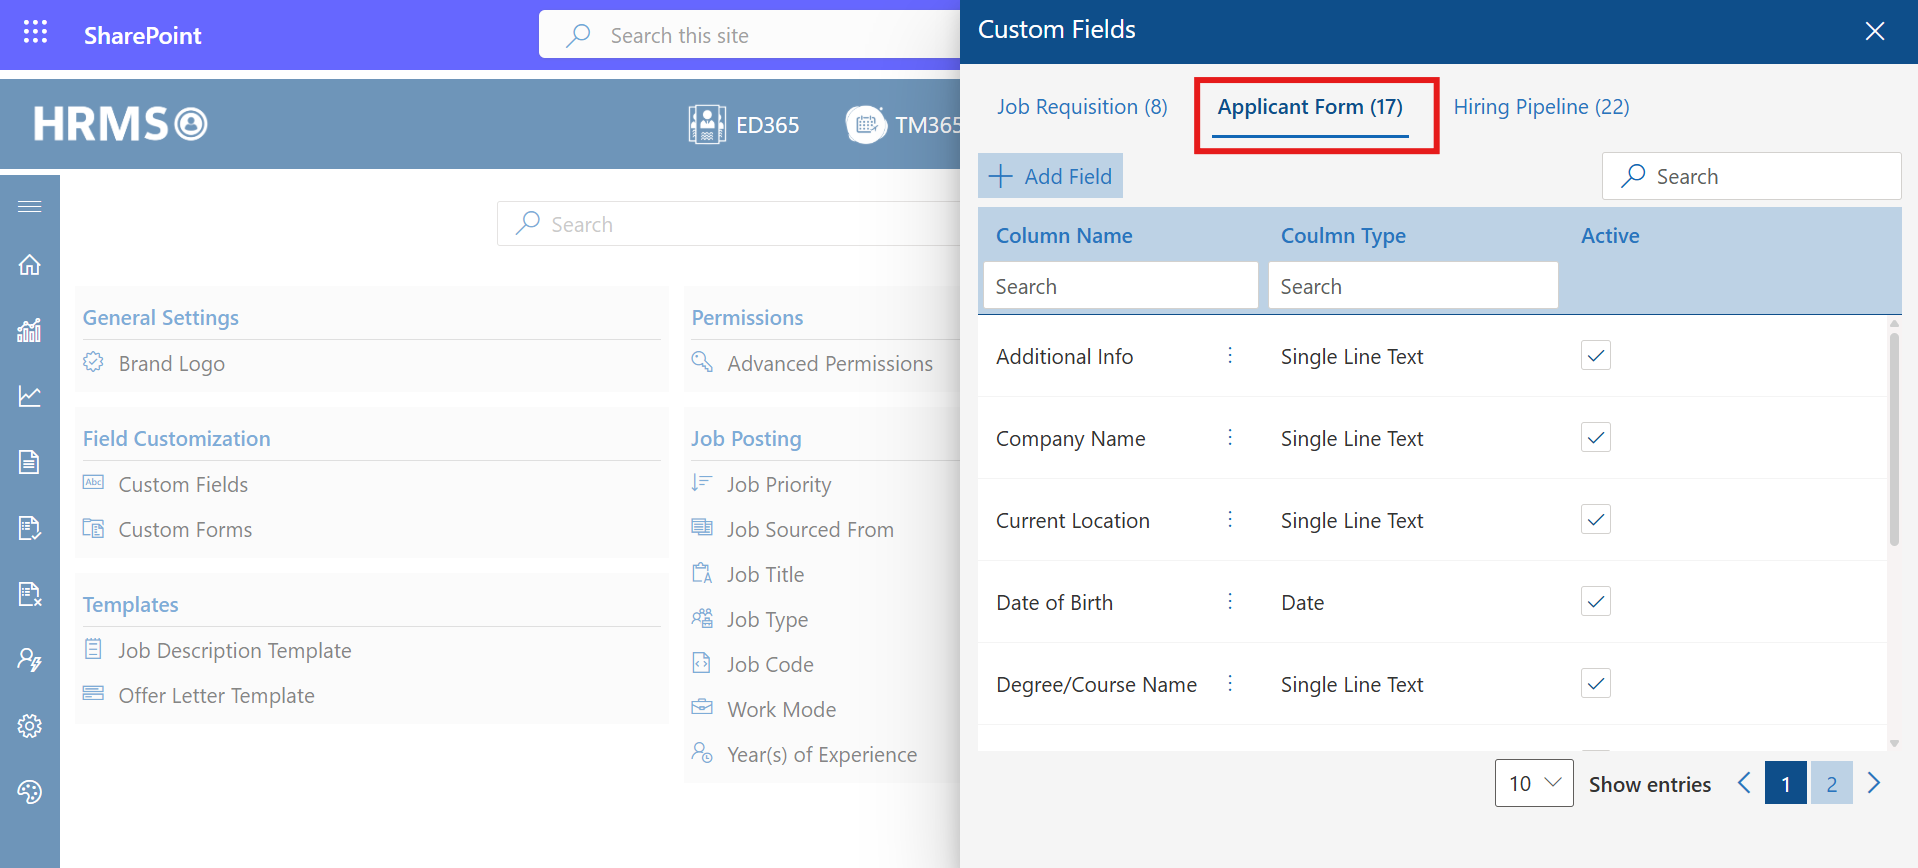 SharePoint
Search this site
HRMS
ED365
TM365
Search
General Settings
Brand Logo
Field Customization
Abc Custom Fields
Custom Forms
Templates
Job Description Template
Offer Letter Template
Permissions
Advanced Permissions
Job Posting
Job Priority
Job Sourced From
Job Title
Job Type
Job Code
Work Mode
Year(s) of Experience
Custom Fields
Job Requisition (8) Applicant Form (17) Hiring Pipeline (22)
Add Field
Search
Column Name Coulmn Type Active
Search Search
Additional Info Single Line Text
Company Name Single Line Text
Current Location Single Line Text
Date of Birth Date
Degree/Course Name Single Line Text
10 Show entries 1 2